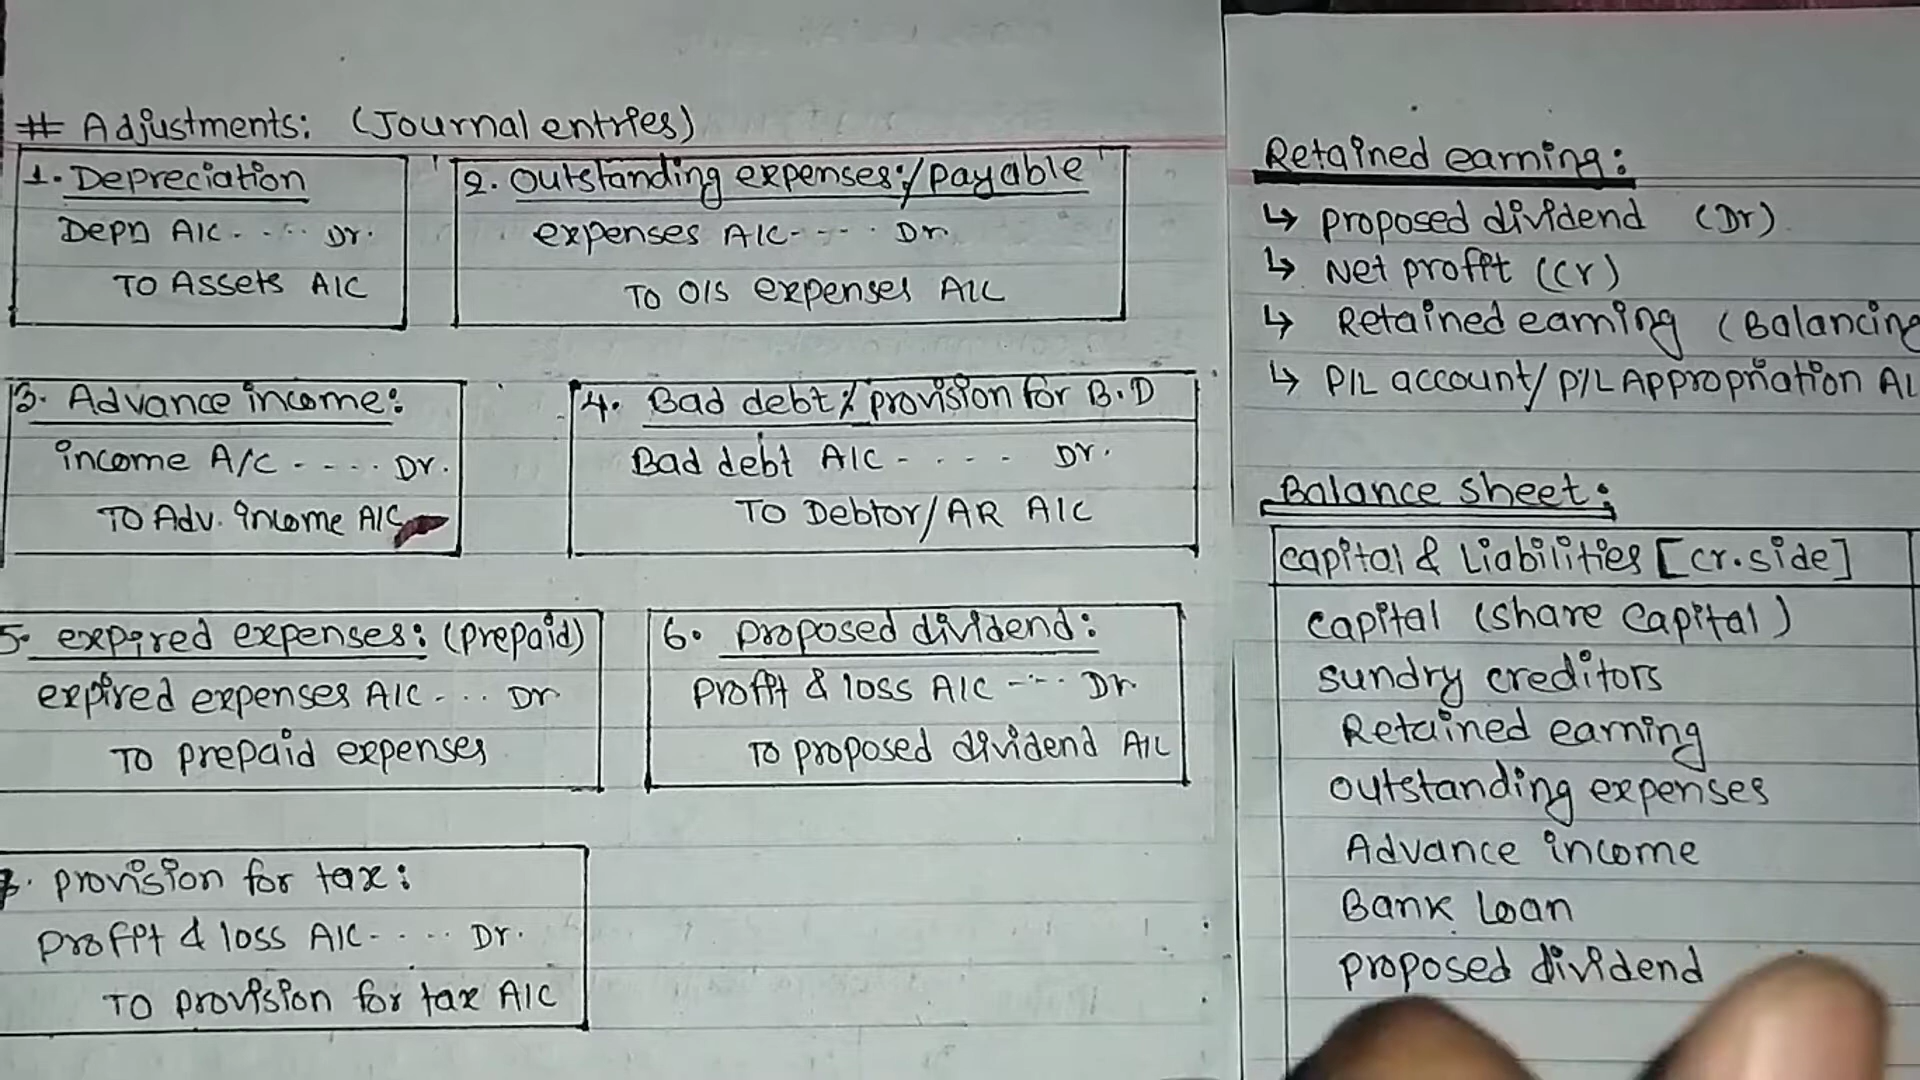 # Adjustments: (Journal entries)
1. Depreciation
Depn A/C.... Dr.
To Assets A/C
2. Outstanding expenses:/payable
expenses A/C.... Dr.
To O/S expenses A/C
3. Advance income:
income A/C .... Dr.
To Adv. income A/C
4. Bad debt / provision for B.D
Bad debt A/C .... Dr.
To Debtor/AR A/C
5. expired expenses: (prepaid)
expired expenses A/C... Dr
To prepaid expenses
6. proposed dividend:
profit & loss A/C .... Dr.
To proposed dividend A/C
7. provision for tax:
Profit & loss A/C.... Dr.
To provision for tax A/C
Retained earning:
↳ proposed dividend (Dr)
↳ Net profit (Cr)
↳ Retained earning (Balancing
↳ P/L account/P/L Appropriation A/
Balance sheet:
Capital & Liabilities [cr.side]
Capital (share capital)
sundry creditors
Retained earning
outstanding expenses
Advance income
Bank Loan
proposed dividend